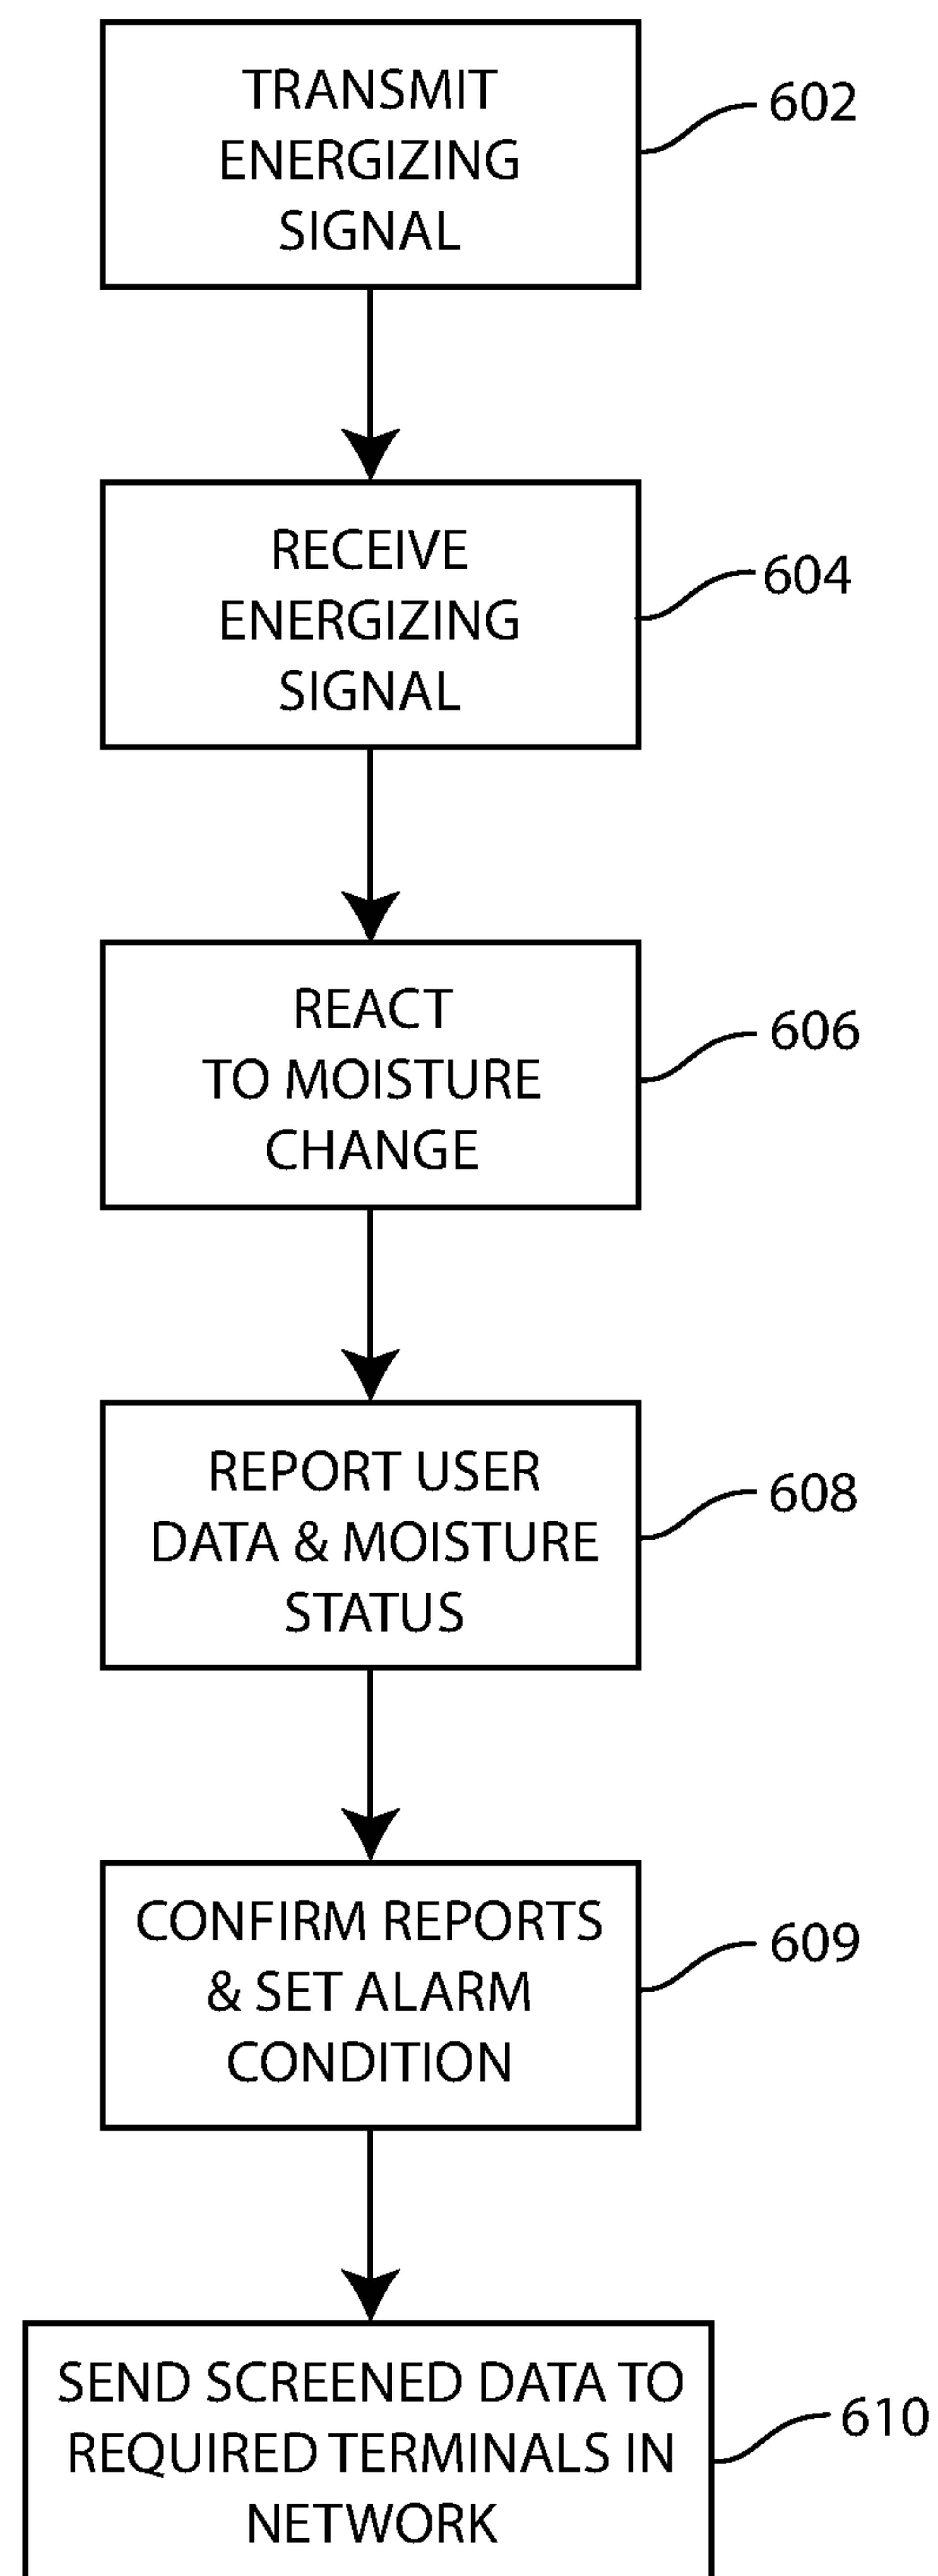 TRANSMIT
ENERGIZING
SIGNAL
602
RECEIVE
ENERGIZING
SIGNAL
604
REACT
TO MOISTURE
CHANGE
606
REPORT USER
DATA & MOISTURE
STATUS
608
CONFIRM REPORTS
& SET ALARM
CONDITION
609
SEND SCREENED DATA TO
REQUIRED TERMINALS IN
NETWORK
610